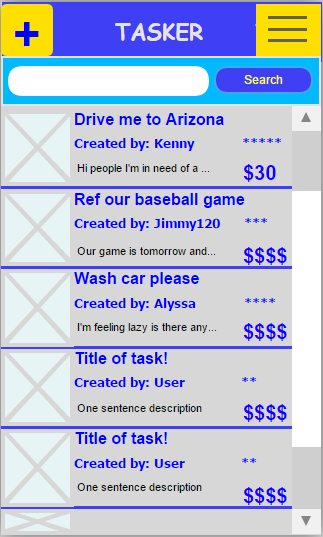 +
TASKER
Search
Drive me to Arizona
Created by: Kenny *****
Hi people I'm in need of a ...
$30
Ref our baseball game
Created by: Jimmy120 ***
Our game is tomorrow and...
$$$$
Wash car please
Created by: Alyssa ****
I'm feeling lazy is there any...
$$$$
Title of task!
Created by: User **
One sentence description
$$$$
Title of task!
Created by: User **
One sentence description
$$$$